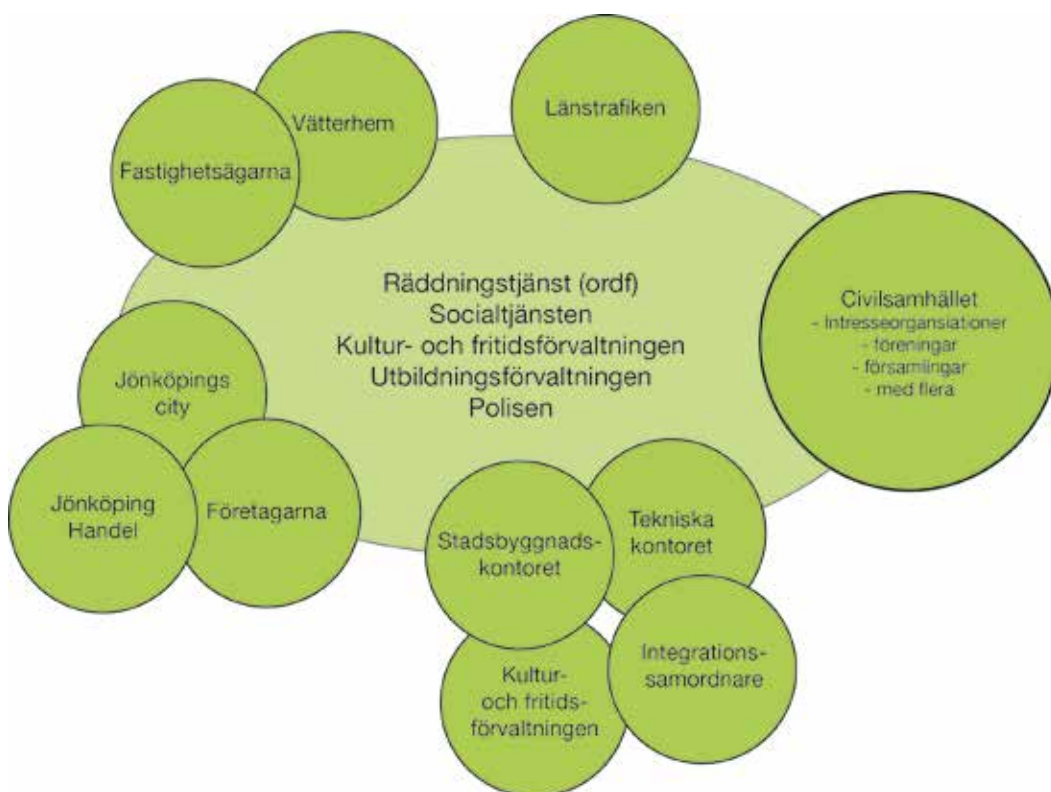 Vätterhem
Fastighetsägarna
Länstrafiken
Räddningstjänst (ordf)
Socialtjänsten
Kultur- och fritidsförvaltningen
Utbildningsförvaltningen
Polisen
Civilsamhället
- Intresseorgansiationer
- föreningar
- församlingar
- med flera
Jönköpings
city
Jönköping
Handel
Företagarna
Stadsbyggnads-
kontoret
Tekniska
kontoret
Kultur-
och fritids-
förvaltningen
Integrations-
samordnare